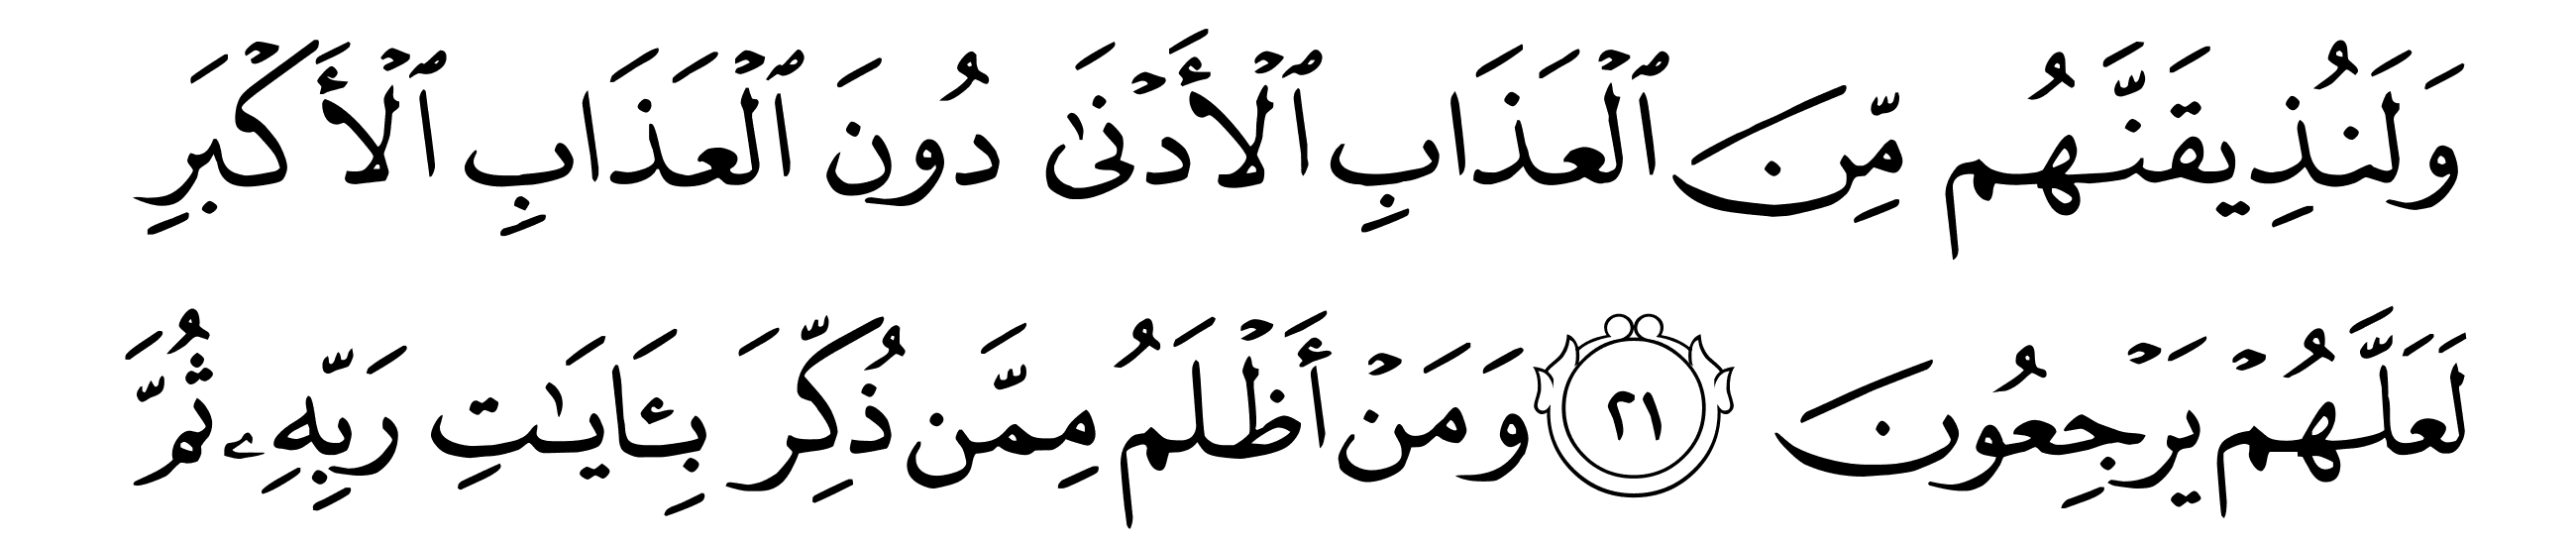 وَلَنُذِيقَنَّهُم مِّنَ ٱلۡعَذَابِ ٱلۡأَدۡنَىٰ دُونَ ٱلۡعَذَابِ ٱلۡأَكۡبَرِ
لَعَلَّهُمۡ يَرۡجِعُونَ ٢١ وَمَنۡ أَظۡلَمُ مِمَّن ذُكِّرَ بِـَٔايَٰتِ رَبِّهِۦ ثُمَّ